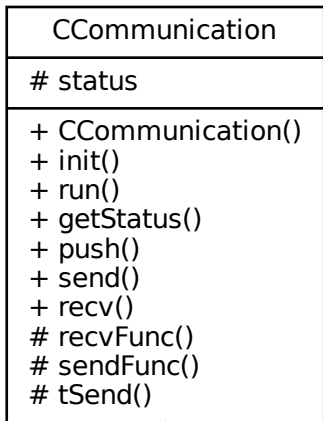 CCommunication
# status
+ CCommunication()
+ init()
+ run()
+ getStatus()
+ push()
+ send()
+ recv()
# recvFunc()
# sendFunc()
# tSend()